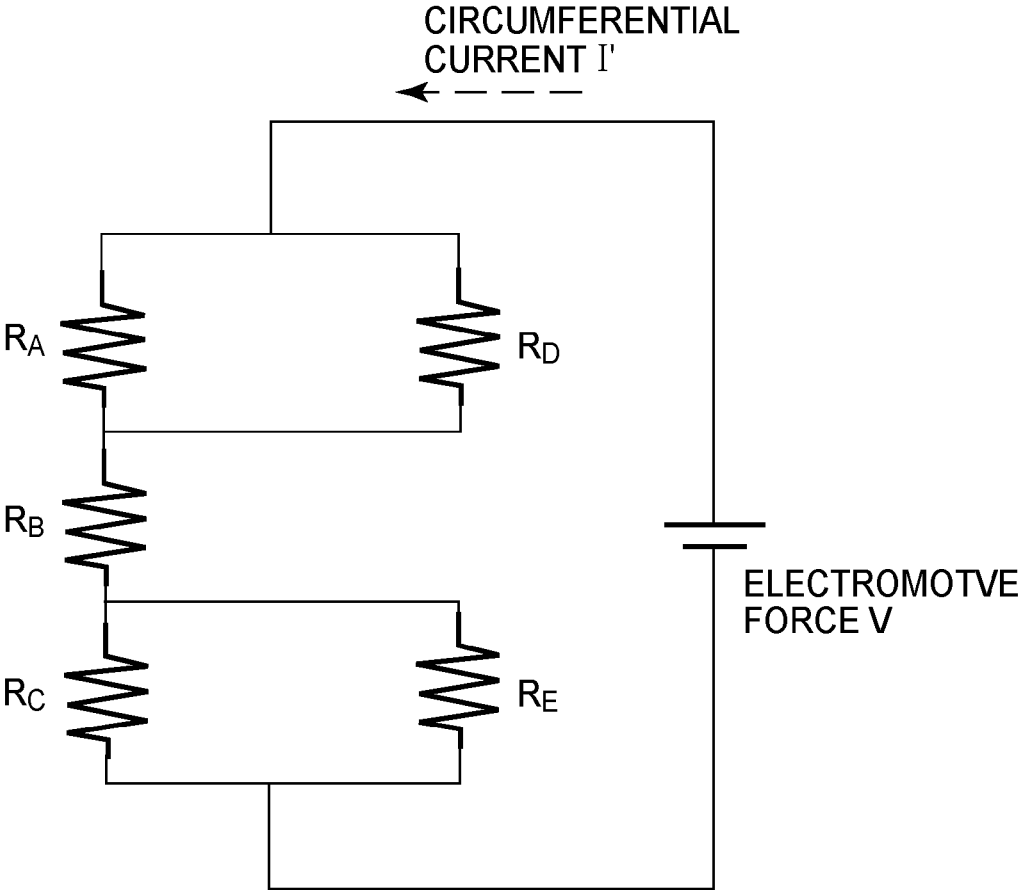 CIRCUMFERENTIAL
CURRENT I'
RA
RD
RB
ELECTROMOTVE
FORCE V
RC
RE